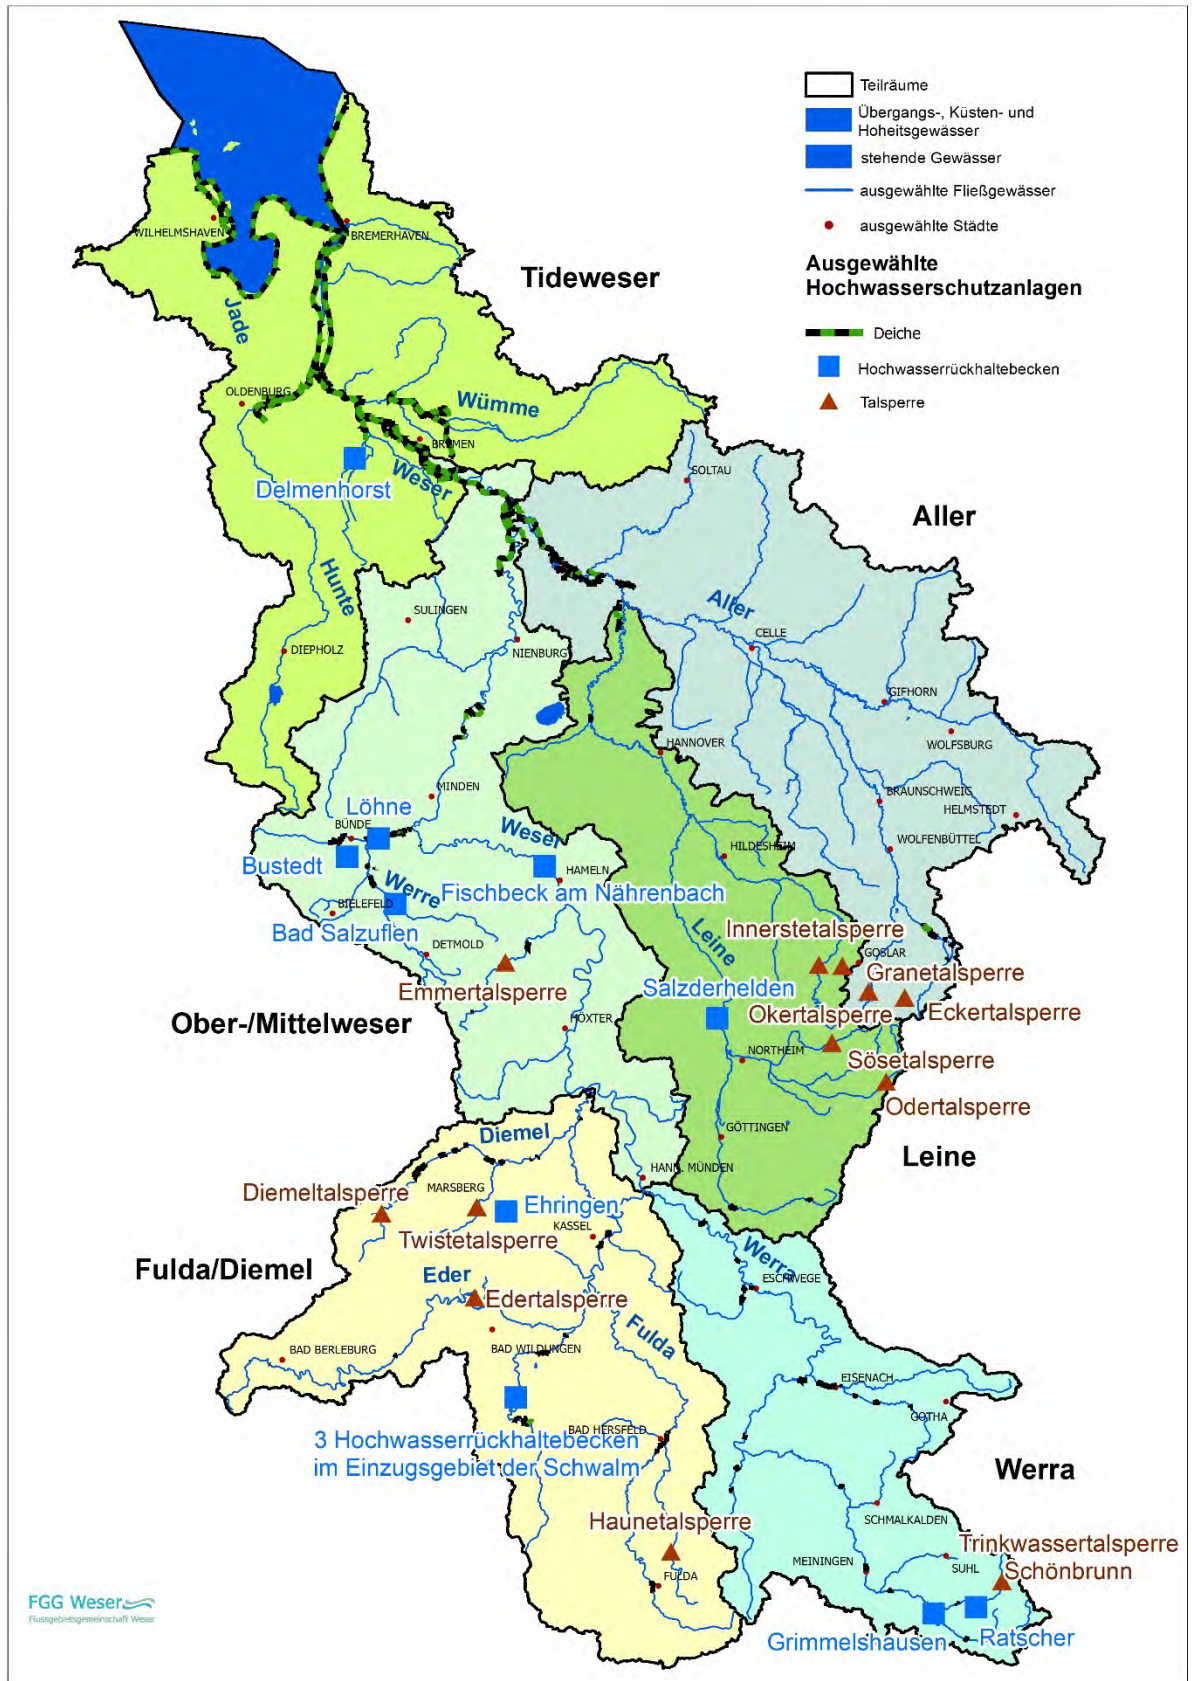 Teilräume
Übergangs-, Küsten- und
Hoheitsgewässer
stehende Gewässer
ausgewählte Fließgewässer
ausgewählte Städte
Ausgewählte
Hochwasserschutzanlagen
Deiche
Hochwasserrückhaltebecken
Talsperre
WILHELMSHAVEN
BREMERHAVEN
Tideweser
Jade
OLDENBURG
Wümme
BREMEN
Weser
Delmenhorst
SOLTAU
Aller
Hunte
Aller
SULINGEN
CELLE
DIEPHOLZ
NIENBURG
GIFHORN
WOLFSBURG
HANNOVER
MINDEN
BRAUNSCHWEIG
HELMSTEDT
Löhne
BÜNDE
Weser
WOLFENBÜTTEL
Bustedt
HILDESHEIM
HAMELN
Fischbeck am Nährenbach
Werre
BIELEFELD
Bad Salzuflen
Leine
Innerstetalsperre
DETMOLD
GOSLAR
Granetalsperre
Emmertalsperre
Salzderhelden
Okertalsperre
Eckertalsperre
Ober-/Mittelweser
HÖXTER
NORTHEIM
Sösetalsperre
Odertalsperre
GÖTTINGEN
Diemel
Leine
HANN. MÜNDEN
Diemeltalsperre
MARSBERG
Ehringen
KASSEL
Twistetalsperre
Werra
Fulda/Diemel
Eder
ESCHWEGE
Edertalsperre
Fulda
BAD BERLEBURG
BAD WILDUNGEN
EISENACH
GOTHA
BAD HERSFELD
3 Hochwasserrückhaltebecken
im Einzugsgebiet der Schwalm
Werra
Haunetalsperre
SCHMALKALDEN
Trinkwassertalsperre
Schönbrunn
MEININGEN
SUHL
FULDA
Grimmelshausen
Ratscher
FGG Weser
Flussgebietsgemeinschaft Weser